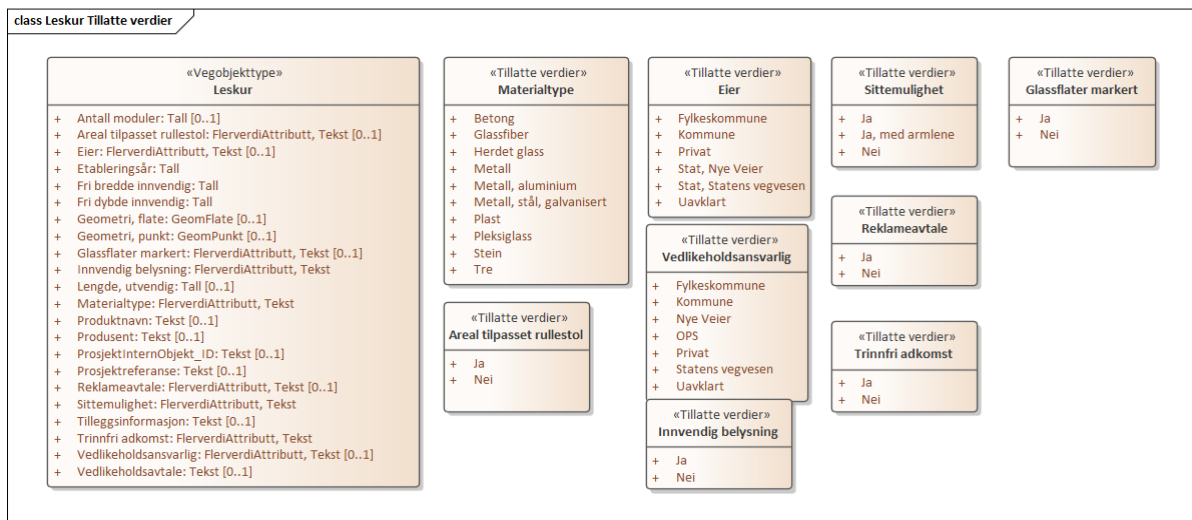 class Leskur Tillatte verdier
«Vegobjekttype»
Leskur
+ Antall moduler: Tall [0..1]
+ Areal tilpasset rullestol: FlerverdiAttributt, Tekst [0..1]
+ Eier: FlerverdiAttributt, Tekst [0..1]
+ Etableringsår: Tall
+ Fri bredde innvendig: Tall
+ Fri dybde innvendig: Tall
+ Geometri, flate: GeomFlate [0..1]
+ Geometri, punkt: GeomPunkt [0..1]
+ Glassflater markert: FlerverdiAttributt, Tekst [0..1]
+ Innvendig belysning: FlerverdiAttributt, Tekst
+ Lengde, utvendig: Tall [0..1]
+ Materialtype: FlerverdiAttributt, Tekst
+ Produktnavn: Tekst [0..1]
+ Produsent: Tekst [0..1]
+ ProsjektInternObjekt_ID: Tekst [0..1]
+ Prosjektreferanse: Tekst [0..1]
+ Reklameavtale: FlerverdiAttributt, Tekst [0..1]
+ Sittemulighet: FlerverdiAttributt, Tekst
+ Tilleggsinformasjon: Tekst [0..1]
+ Trinnfri adkomst: FlerverdiAttributt, Tekst
+ Vedlikeholdsansvarlig: FlerverdiAttributt, Tekst [0..1]
+ Vedlikeholdsavtale: Tekst [0..1]
«Tillatte verdier»
Materialtype
+ Betong
+ Glassfiber
+ Herdet glass
+ Metall
+ Metall, aluminium
+ Metall, stål, galvanisert
+ Plast
+ Pleksiglass
+ Stein
+ Tre
«Tillatte verdier»
Areal tilpasset rullestol
+ Ja
+ Nei
«Tillatte verdier»
Eier
+ Fylkeskommune
+ Kommune
+ Privat
+ Stat, Nye Veier
+ Stat, Statens vegvesen
+ Uavklart
«Tillatte verdier»
Vedlikeholdsansvarlig
+ Fylkeskommune
+ Kommune
+ Nye Veier
+ OPS
+ Privat
+ Statens vegvesen
+ Uavklart
«Tillatte verdier»
Innvendig belysning
+ Ja
+ Nei
«Tillatte verdier»
Sittemulighet
+ Ja
+ Ja, med armlene
+ Nei
«Tillatte verdier»
Reklameavtale
+ Ja
+ Nei
«Tillatte verdier»
Trinnfri adkomst
+ Ja
+ Nei
«Tillatte verdier»
Glassflater markert
+ Ja
+ Nei